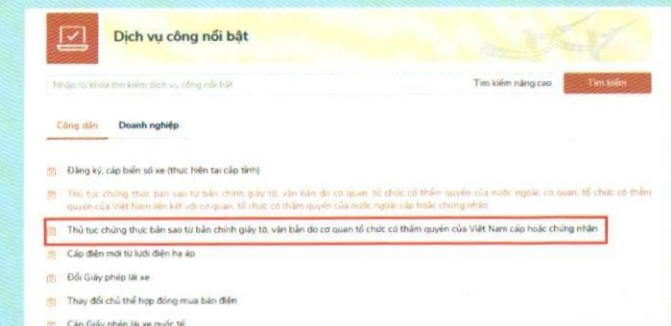 Dịch vụ công nổi bật
Nhập từ khóa tìm kiếm dịch vụ công nổi bật
Tìm kiếm nâng cao
Tìm kiếm
Công dân
Doanh nghiệp
Đăng ký, cấp biển số xe (thực hiện tại cấp tỉnh)
Thủ tục chứng thực bản sao từ bản chính giấy tờ, văn bản do cơ quan, tổ chức có thẩm quyền của nước ngoài, cơ quan, tổ chức có thẩm
quyền của Việt Nam liên kết với cơ quan, tổ chức có thẩm quyền của nước ngoài cấp hoặc chứng nhận
Thủ tục chứng thực bản sao từ bản chính giấy tờ, văn bản do cơ quan tổ chức có thẩm quyền của Việt Nam cấp hoặc chứng nhận
Cấp điện mới từ lưới điện hạ áp
Đổi Giấy phép lái xe
Thay đổi chủ thể hợp đồng mua bán điện
Cấp Giấy phép lái xe quốc tế